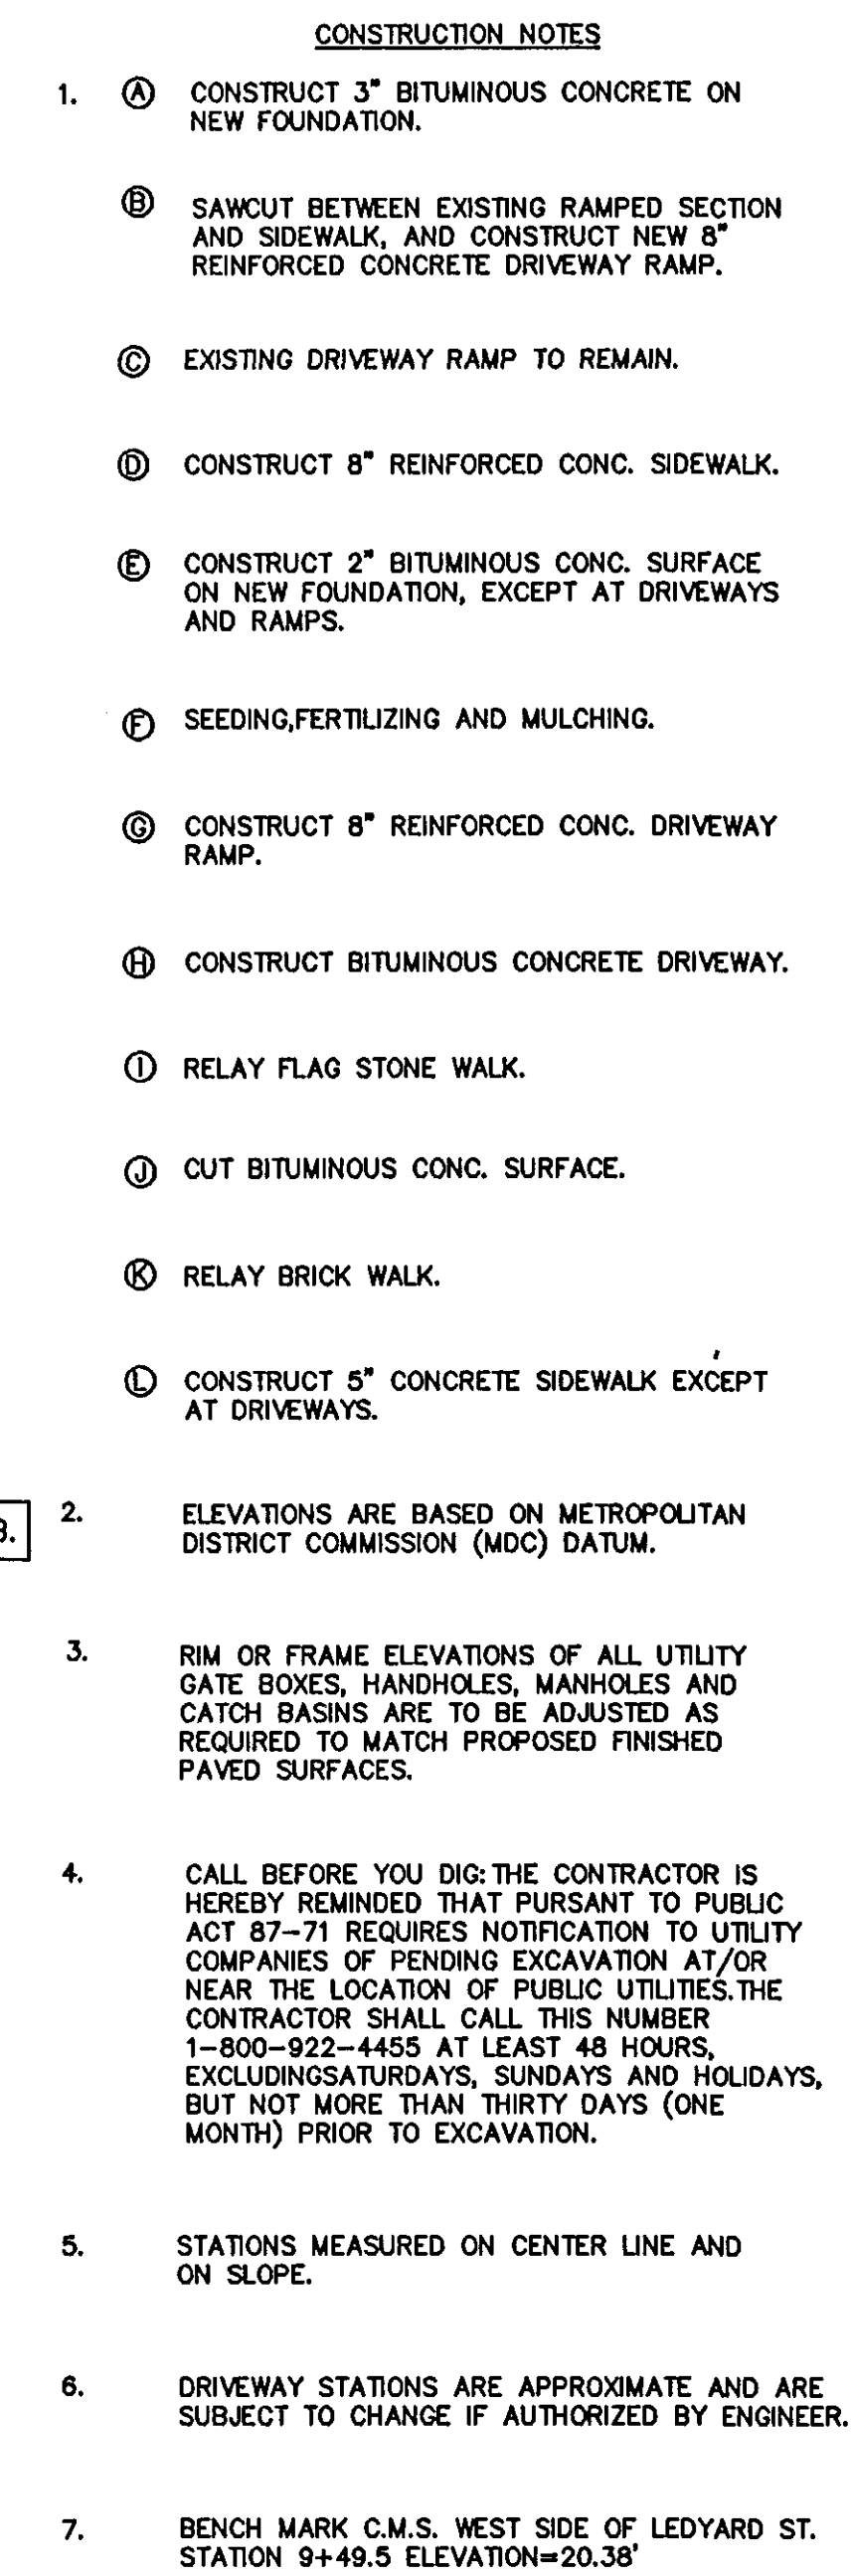 CONSTRUCTION NOTES
1. Ⓐ CONSTRUCT 3" BITUMINOUS CONCRETE ON
NEW FOUNDATION.
Ⓑ SAWCUT BETWEEN EXISTING RAMPED SECTION
AND SIDEWALK, AND CONSTRUCT NEW 8"
REINFORCED CONCRETE DRIVEWAY RAMP.
Ⓒ EXISTING DRIVEWAY RAMP TO REMAIN.
Ⓓ CONSTRUCT 8" REINFORCED CONC. SIDEWALK.
Ⓔ CONSTRUCT 2" BITUMINOUS CONC. SURFACE
ON NEW FOUNDATION, EXCEPT AT DRIVEWAYS
AND RAMPS.
Ⓕ SEEDING,FERTILIZING AND MULCHING.
Ⓖ CONSTRUCT 8" REINFORCED CONC. DRIVEWAY
RAMP.
Ⓗ CONSTRUCT BITUMINOUS CONCRETE DRIVEWAY.
Ⓘ RELAY FLAG STONE WALK.
Ⓙ CUT BITUMINOUS CONC. SURFACE.
Ⓚ RELAY BRICK WALK.
Ⓛ CONSTRUCT 5" CONCRETE SIDEWALK EXCEPT
AT DRIVEWAYS.
2. ELEVATIONS ARE BASED ON METROPOLITAN
DISTRICT COMMISSION (MDC) DATUM.
3. RIM OR FRAME ELEVATIONS OF ALL UTILITY
GATE BOXES, HANDHOLES, MANHOLES AND
CATCH BASINS ARE TO BE ADJUSTED AS
REQUIRED TO MATCH PROPOSED FINISHED
PAVED SURFACES.
4. CALL BEFORE YOU DIG: THE CONTRACTOR IS
HEREBY REMINDED THAT PURSANT TO PUBLIC
ACT 87-71 REQUIRES NOTIFICATION TO UTILITY
COMPANIES OF PENDING EXCAVATION AT/OR
NEAR THE LOCATION OF PUBLIC UTILITIES.THE
CONTRACTOR SHALL CALL THIS NUMBER
1-800-922-4455 AT LEAST 48 HOURS,
EXCLUDINGSATURDAYS, SUNDAYS AND HOLIDAYS,
BUT NOT MORE THAN THIRTY DAYS (ONE
MONTH) PRIOR TO EXCAVATION.
5. STATIONS MEASURED ON CENTER LINE AND
ON SLOPE.
6. DRIVEWAY STATIONS ARE APPROXIMATE AND ARE
SUBJECT TO CHANGE IF AUTHORIZED BY ENGINEER.
7. BENCH MARK C.M.S. WEST SIDE OF LEDYARD ST.
STATION 9+49.5 ELEVATION=20.38'